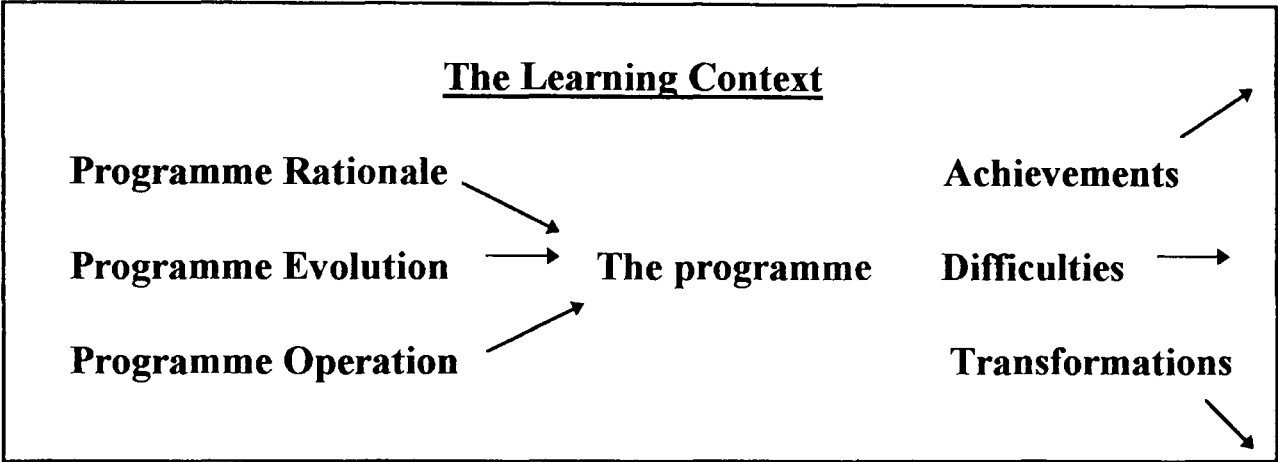 The Learning Context
Programme Rationale
Achievements
Programme Evolution
The programme
Difficulties
Programme Operation
Transformations